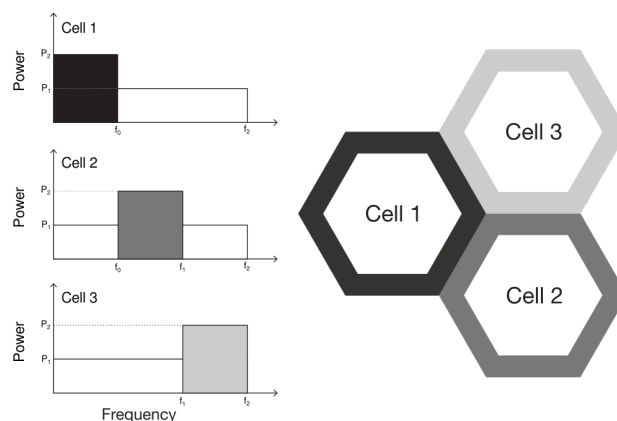 Cell 1
Power
P₂
P₁
f₀
f₂
Cell 2
Power
P₂
P₁
f₀
f₁
f₂
Cell 3
Power
P₂
P₁
f₁
f₂
Frequency
Cell 3
Cell 1
Cell 2